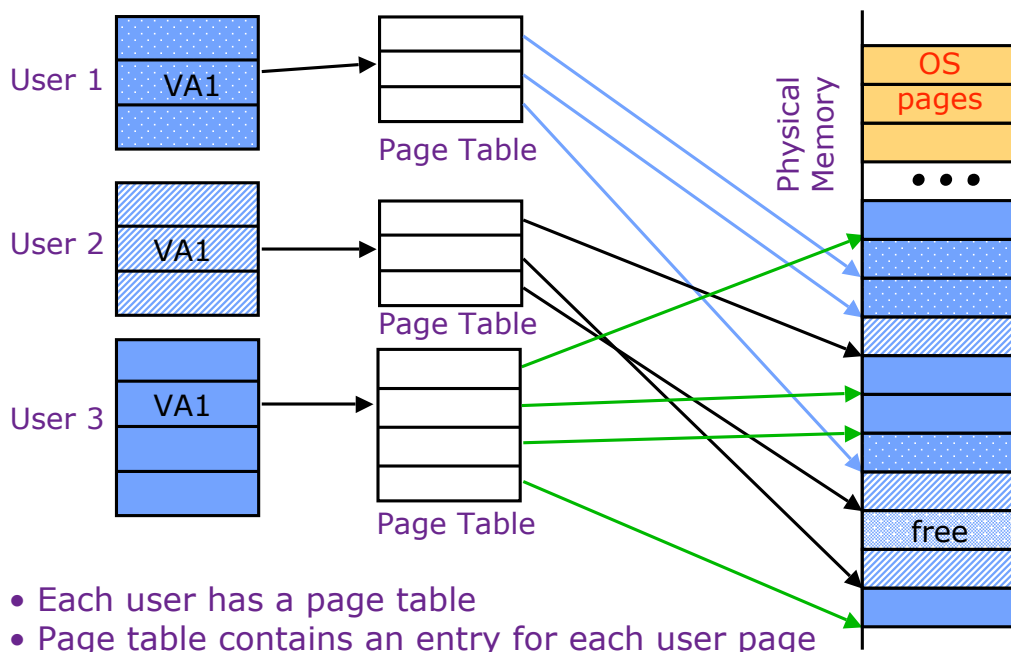 User 1
VA1
Page Table
User 2
VA1
Page Table
User 3
VA1
Page Table
Physical
Memory
OS
pages
• • •
free
• Each user has a page table
• Page table contains an entry for each user page